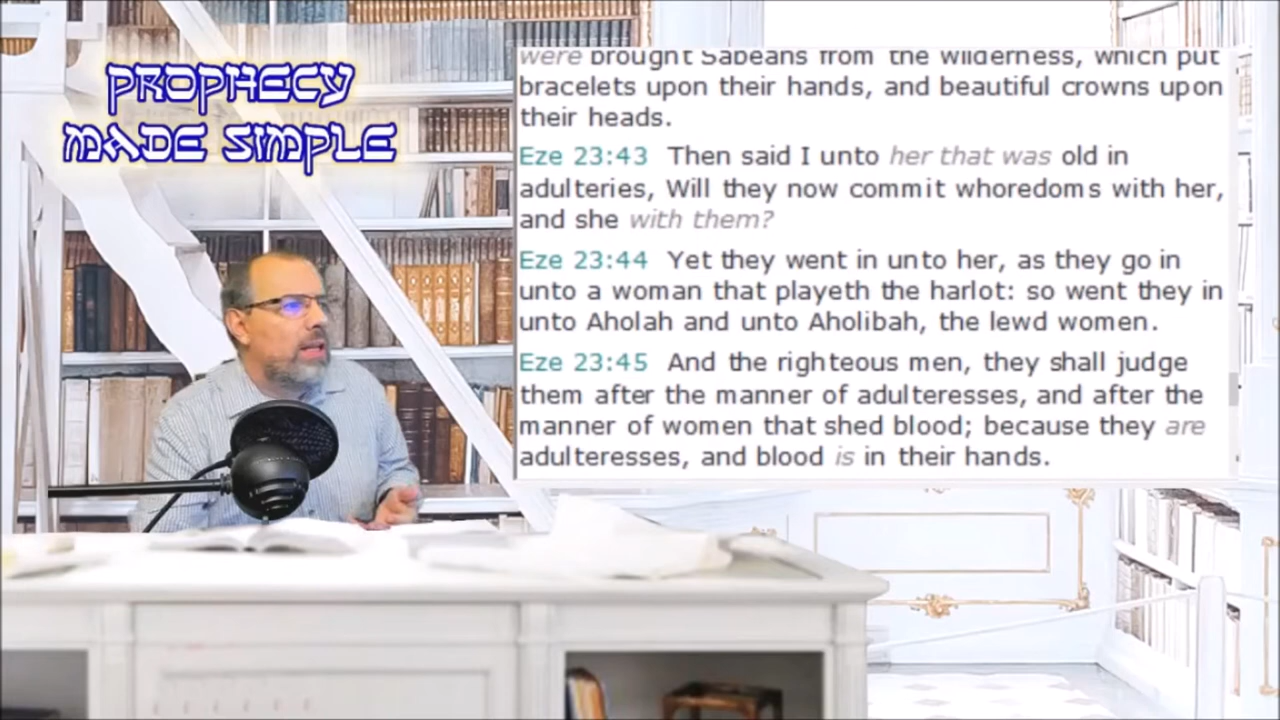 PROPHECY
MADE SIMPLE
were brought Sabeans from the wilderness, which put
bracelets upon their hands, and beautiful crowns upon
their heads.
Eze 23:43 Then said I unto her that was old in
adulteries, Will they now commit whoredoms with her,
and she with them?
Eze 23:44 Yet they went in unto her, as they go in
unto a woman that playeth the harlot: so went they in
unto Aholah and unto Aholibah, the lewd women.
Eze 23:45 And the righteous men, they shall judge
them after the manner of adulteresses, and after the
manner of women that shed blood; because they are
adulteresses, and blood is in their hands.